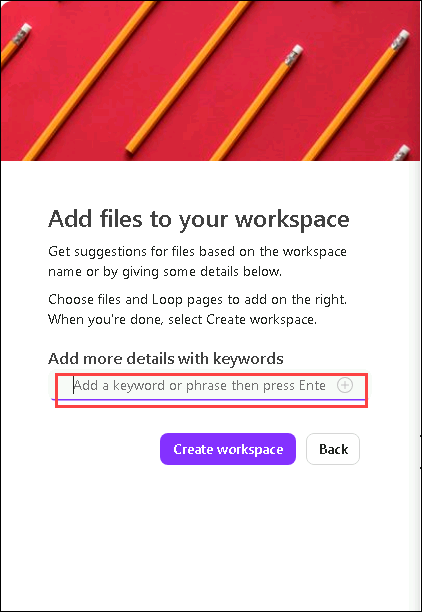 Add files to your workspace
Get suggestions for files based on the workspace
name or by giving some details below.
Choose files and Loop pages to add on the right.
When you're done, select Create workspace.
Add more details with keywords
Add a keyword or phrase then press Ente
Create workspace
Back